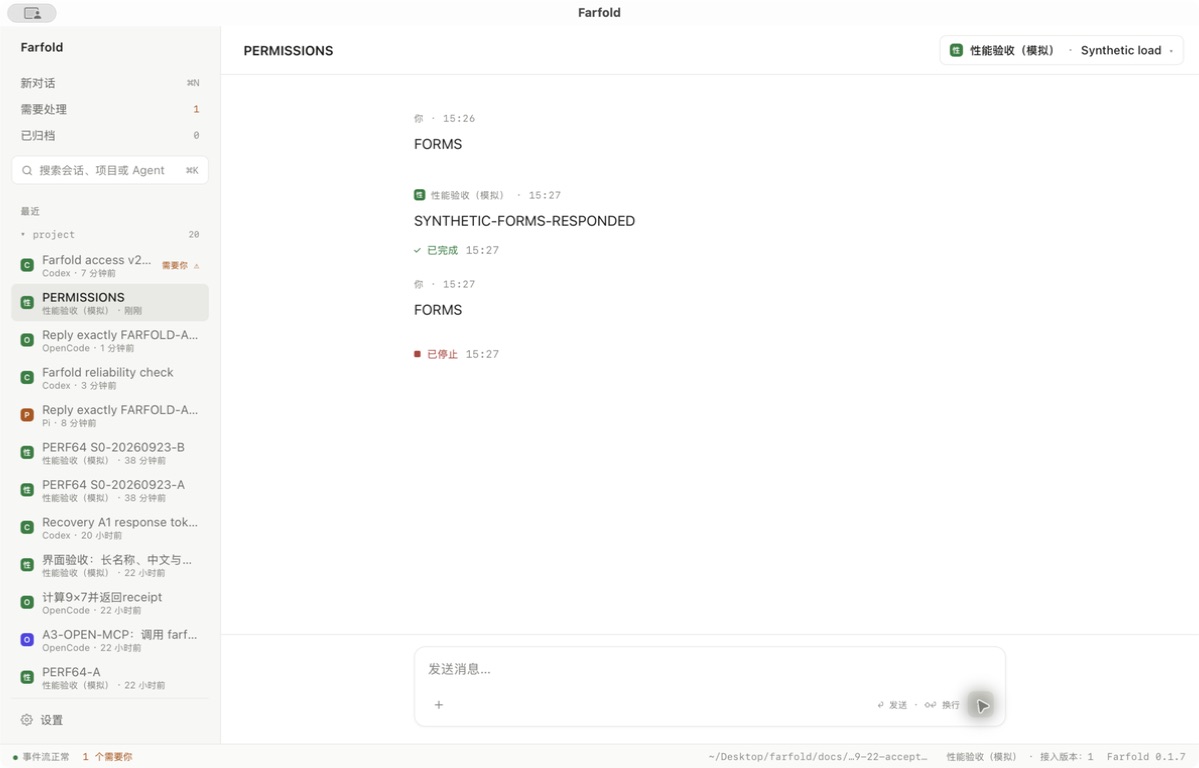 Farfold
Farfold
新对话 ⌘N
需要处理 1
已归档 0
搜索会话、项目或 Agent ⌘K
最近
project 20
C Farfold access v2... 需要你
Codex · 7 分钟前
性 PERMISSIONS
性能验收（模拟） · 刚刚
O Reply exactly FARFOLD-A...
OpenCode · 1 分钟前
C Farfold reliability check
Codex · 3 分钟前
P Reply exactly FARFOLD-A...
Pi · 8 分钟前
性 PERF64 S0-20260923-B
性能验收（模拟） · 38 分钟前
性 PERF64 S0-20260923-A
性能验收（模拟） · 38 分钟前
C Recovery A1 response tok...
Codex · 20 小时前
性 界面验收：长名称、中文与...
性能验收（模拟） · 22 小时前
O 计算9×7并返回receipt
OpenCode · 22 小时前
O A3-OPEN-MCP：调用 farf...
OpenCode · 22 小时前
性 PERF64-A
性能验收（模拟） · 22 小时前
设置
PERMISSIONS
性 性能验收（模拟） · Synthetic load
你 · 15:26
FORMS
性 性能验收（模拟） · 15:27
SYNTHETIC-FORMS-RESPONDED
✓ 已完成 15:27
你 · 15:27
FORMS
已停止 15:27
发送消息...
+ 发送 · 换行
事件流正常 1 个需要你
~/Desktop/farfold/docs/…9-22-accept… 性能验收（模拟） · 接入版本: 1 Farfold 0.1.7